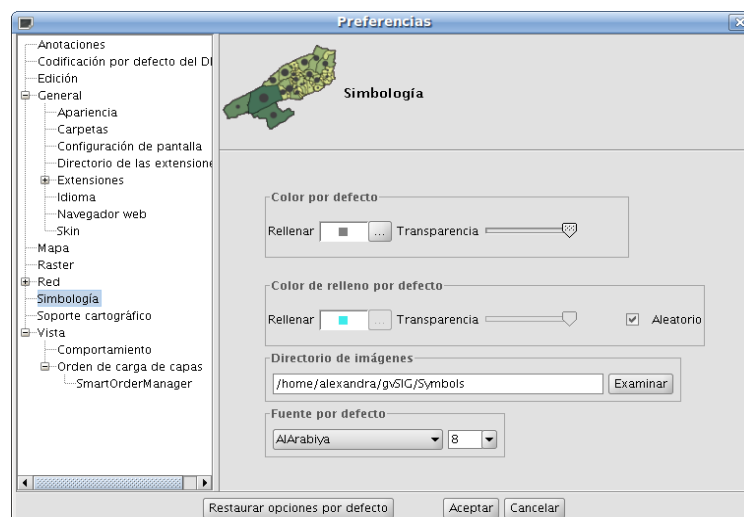 Preferencias
Anotaciones
Codificación por defecto del DI
Edición
General
Apariencia
Carpetas
Configuración de pantalla
Directorio de las extensione
Extensiones
Idioma
Navegador web
Skin
Mapa
Raster
Red
Simbología
Soporte cartográfico
Vista
Comportamiento
Orden de carga de capas
SmartOrderManager
Simbología
Color por defecto
Rellenar ... Transparencia
Color de relleno por defecto
Rellenar ... Transparencia Aleatorio
Directorio de imágenes
/home/alexandra/gvSIG/Symbols Examinar
Fuente por defecto
AlArabiya 8
Restaurar opciones por defecto Aceptar Cancelar